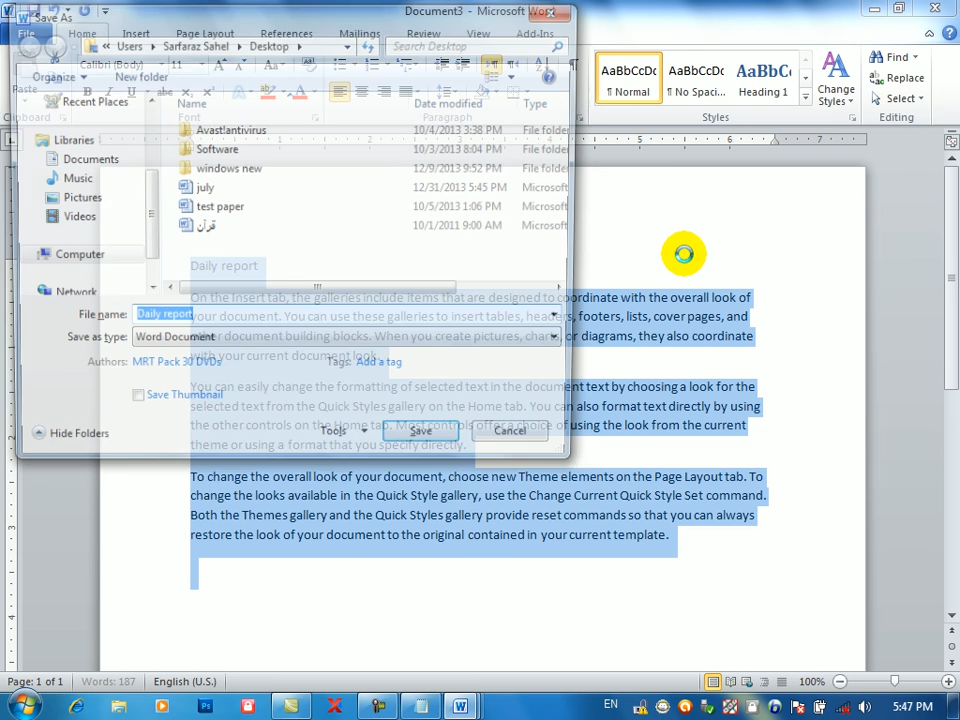 Save As
Document3 - Microsoft Word
File Home Insert Page Layout References Mailings Review View Add-Ins
Users Sarfaraz Sahel Desktop Search Desktop
Calibri (Body) 11
Organize New folder
Paste
Clipboard Paragraph
AaBbCcDc AaBbCcDc AaBbC
¶ Normal ¶ No Spaci... Heading 1
Change Styles
Styles
Find
Replace
Select
Editing
Recent Places
Libraries
Documents
Music
Pictures
Videos
Computer
Network
Name Date modified Type
Avast!antivirus 10/4/2013 3:38 PM File folder
Software 10/3/2013 8:04 PM File folder
windows new 12/9/2013 9:52 PM File folder
july 12/31/2013 5:45 PM Microsoft
test paper 10/5/2013 1:06 PM Microsoft
قرآن 10/1/2011 9:00 AM Microsoft
File name: Daily report
Save as type: Word Document
Authors: MRT Pack 30 DVDs Tags: Add a tag
Save Thumbnail
Hide Folders Tools Save Cancel
Daily report
On the Insert tab, the galleries include items that are designed to coordinate with the overall look of
your document. You can use these galleries to insert tables, headers, footers, lists, cover pages, and
other document building blocks. When you create pictures, charts, or diagrams, they also coordinate
with your current document look.
You can easily change the formatting of selected text in the document text by choosing a look for the
selected text from the Quick Styles gallery on the Home tab. You can also format text directly by using
the other controls on the Home tab. Most controls offer a choice of using the look from the current
theme or using a format that you specify directly.
To change the overall look of your document, choose new Theme elements on the Page Layout tab. To
change the looks available in the Quick Style gallery, use the Change Current Quick Style Set command.
Both the Themes gallery and the Quick Styles gallery provide reset commands so that you can always
restore the look of your document to the original contained in your current template.
Page: 1 of 1 Words: 187 English (U.S.) 100%
EN 5:47 PM